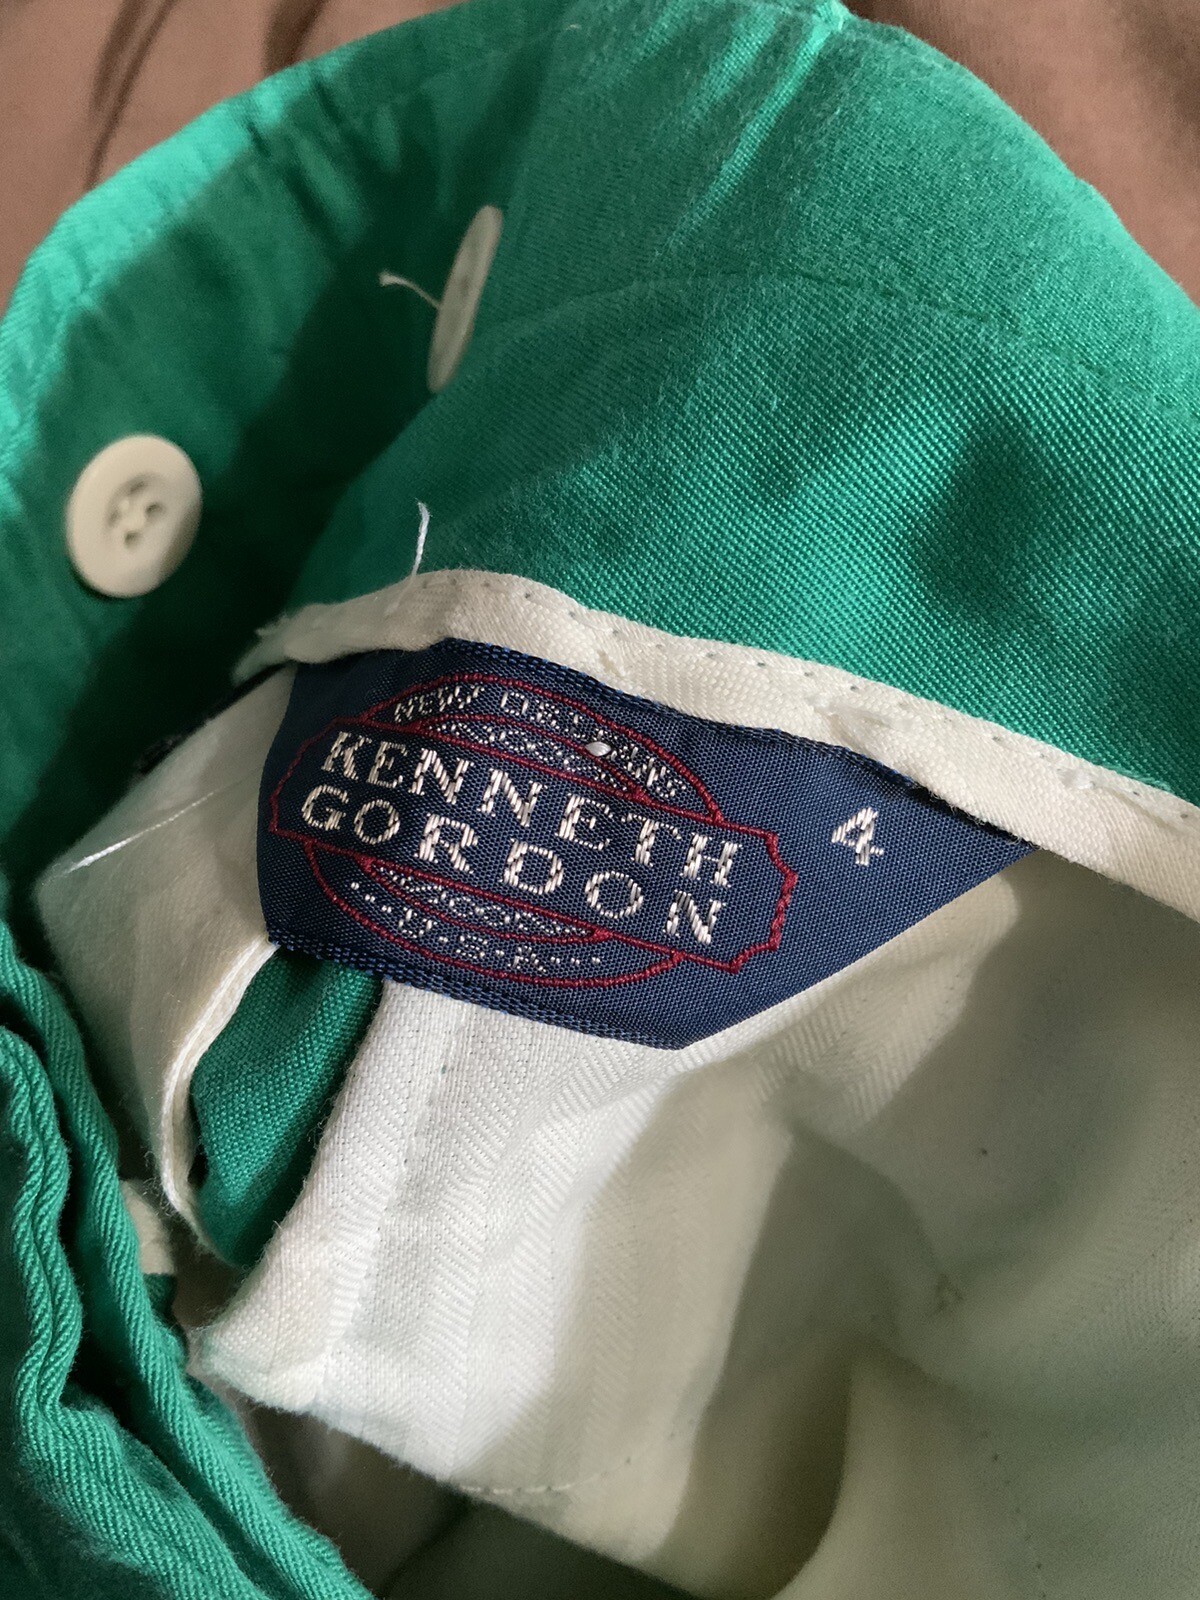 NEW ORLEANS
KENNETH
GORDON
4
..U.S.A...